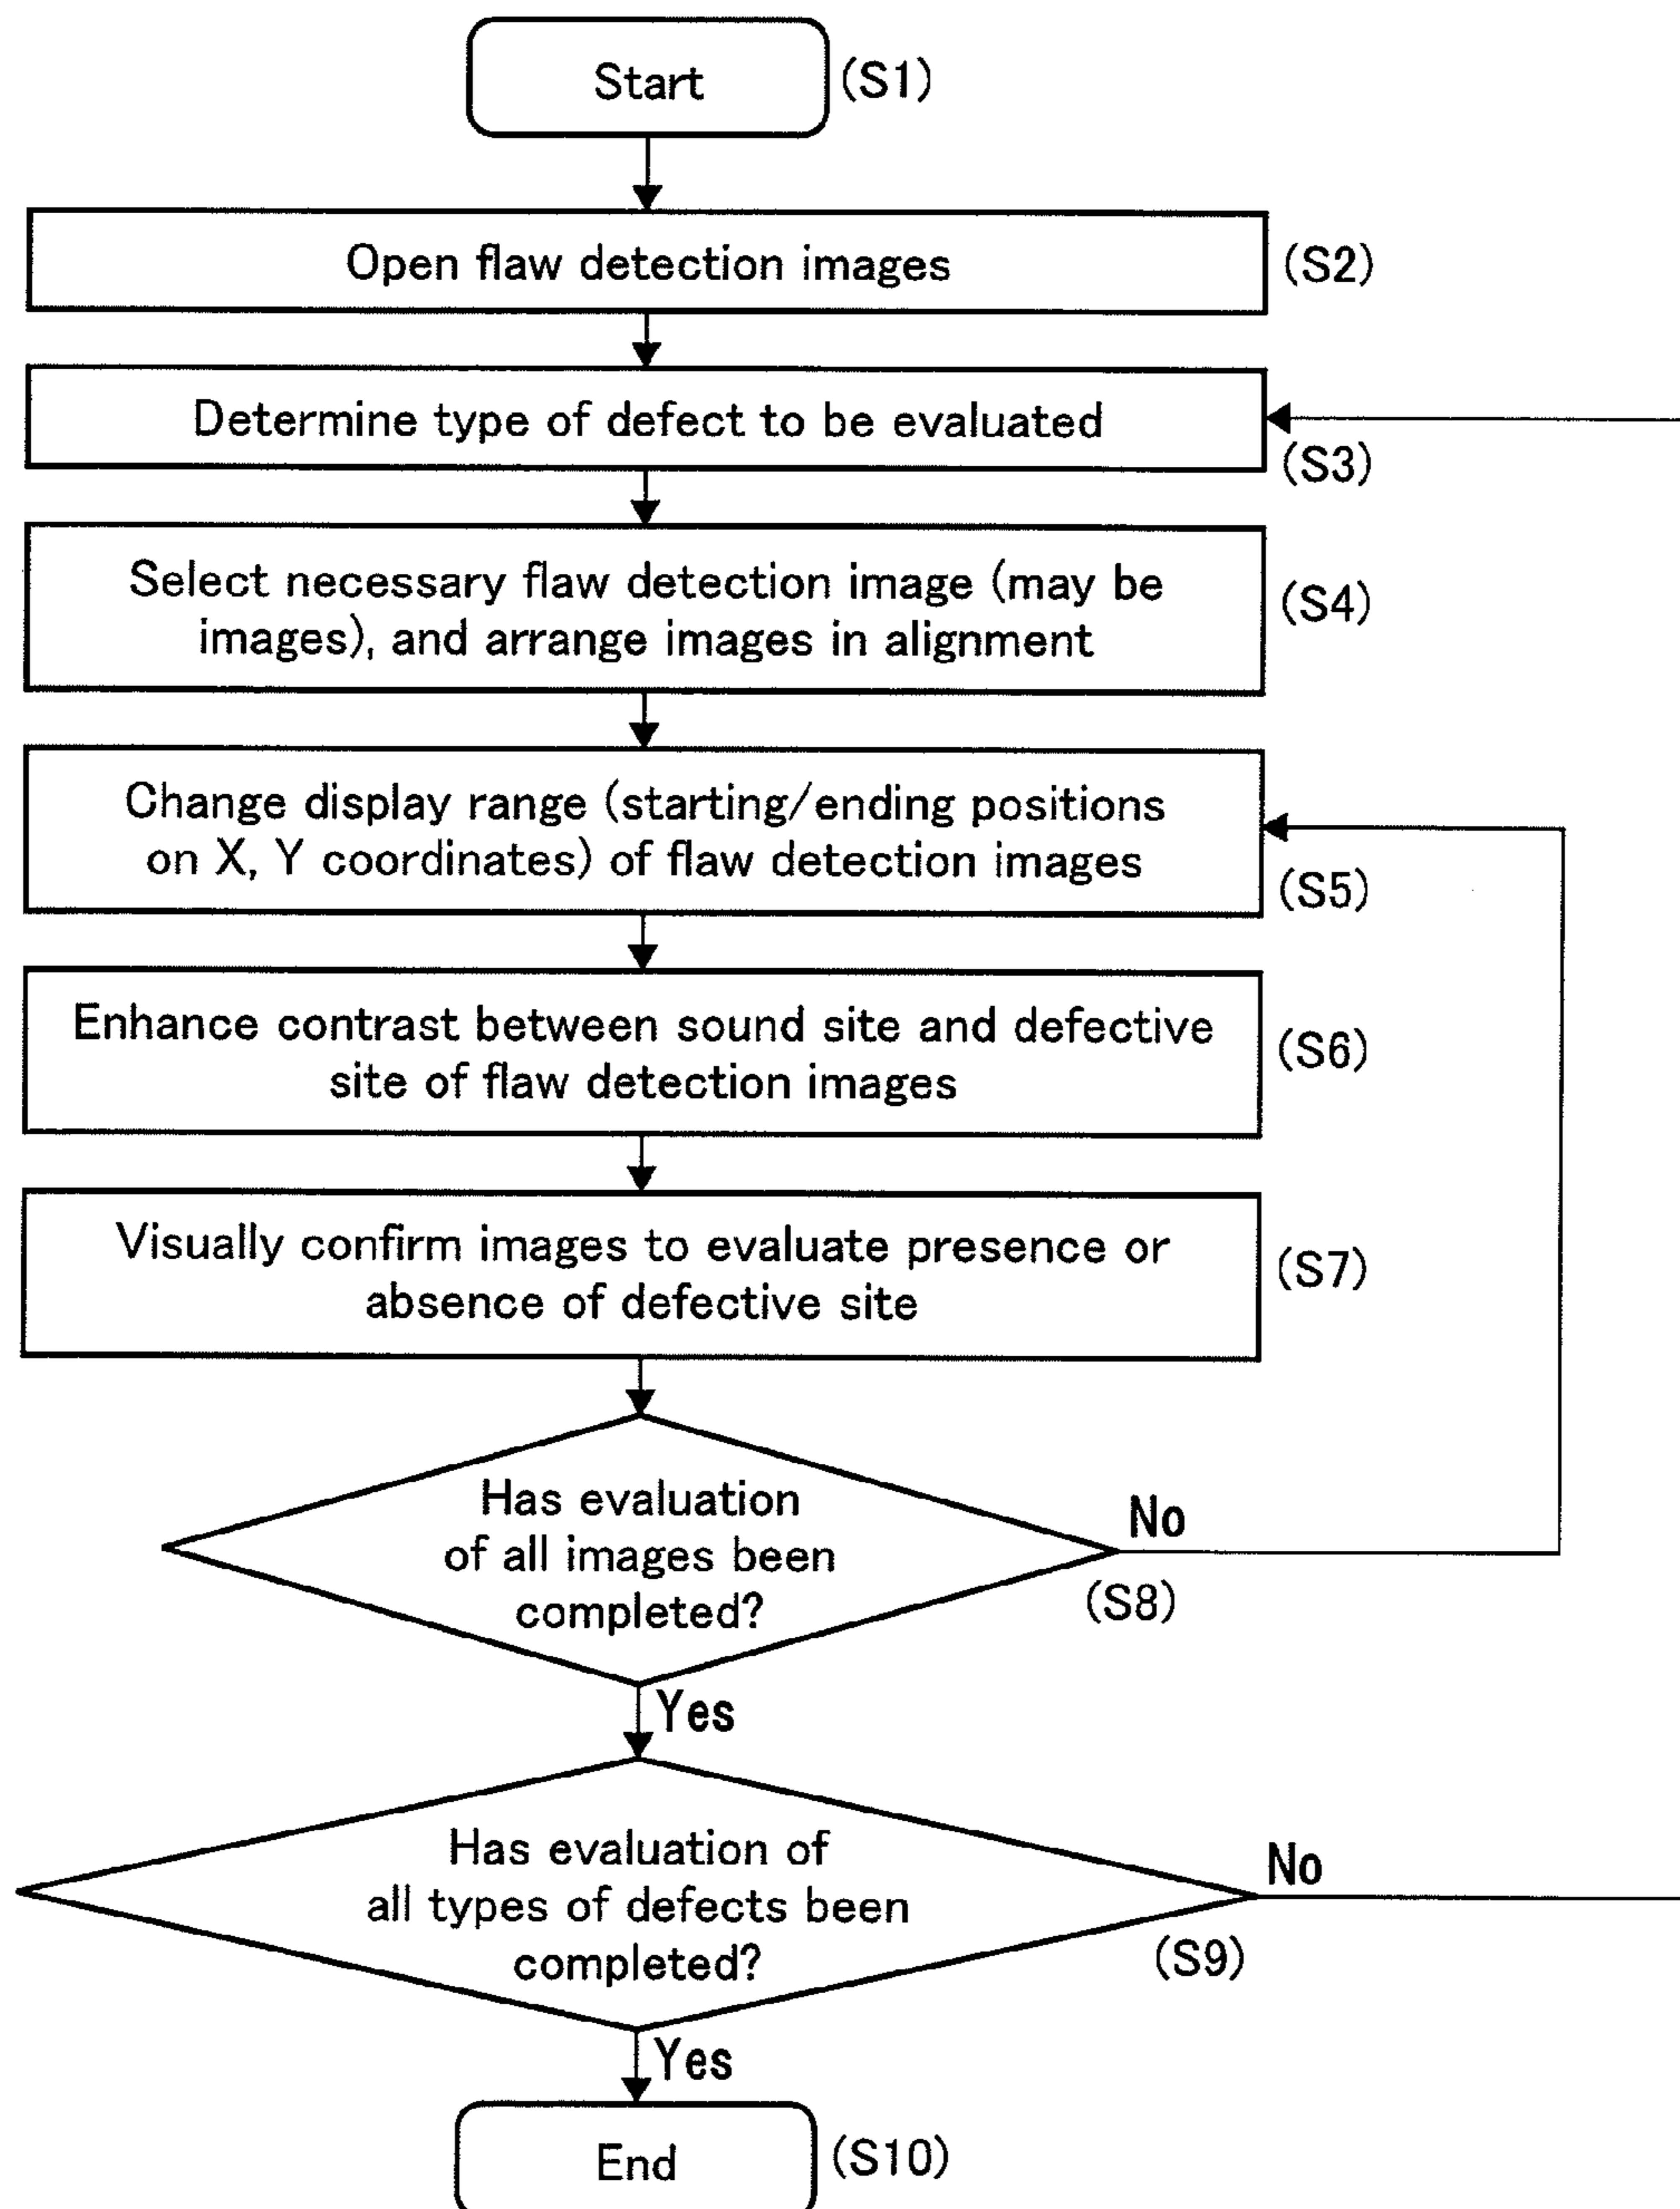 Start
(S1)
Open flaw detection images
(S2)
Determine type of defect to be evaluated
(S3)
Select necessary flaw detection image (may be
images), and arrange images in alignment
(S4)
Change display range (starting/ending positions
on X, Y coordinates) of flaw detection images
(S5)
Enhance contrast between sound site and defective
site of flaw detection images
(S6)
Visually confirm images to evaluate presence or
absence of defective site
(S7)
Has evaluation
of all images been
completed?
No
(S8)
Yes
Has evaluation of
all types of defects been
completed?
No
(S9)
Yes
End
(S10)